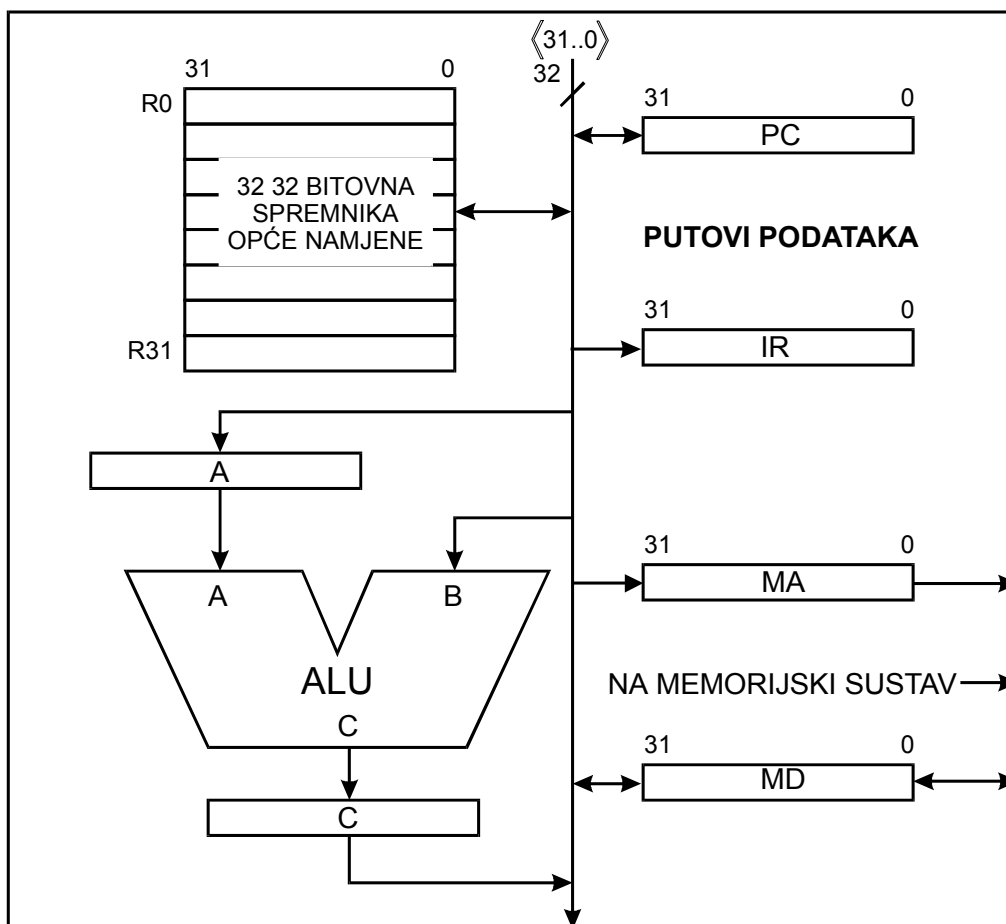 《31..0》
32
31 0
R0
32 32 BITOVNA
SPREMNIKA
OPĆE NAMJENE
R31
31 0
PC
PUTOVI PODATAKA
31 0
IR
A
A B
ALU
C
C
31 0
MA
NA MEMORIJSKI SUSTAV
31 0
MD